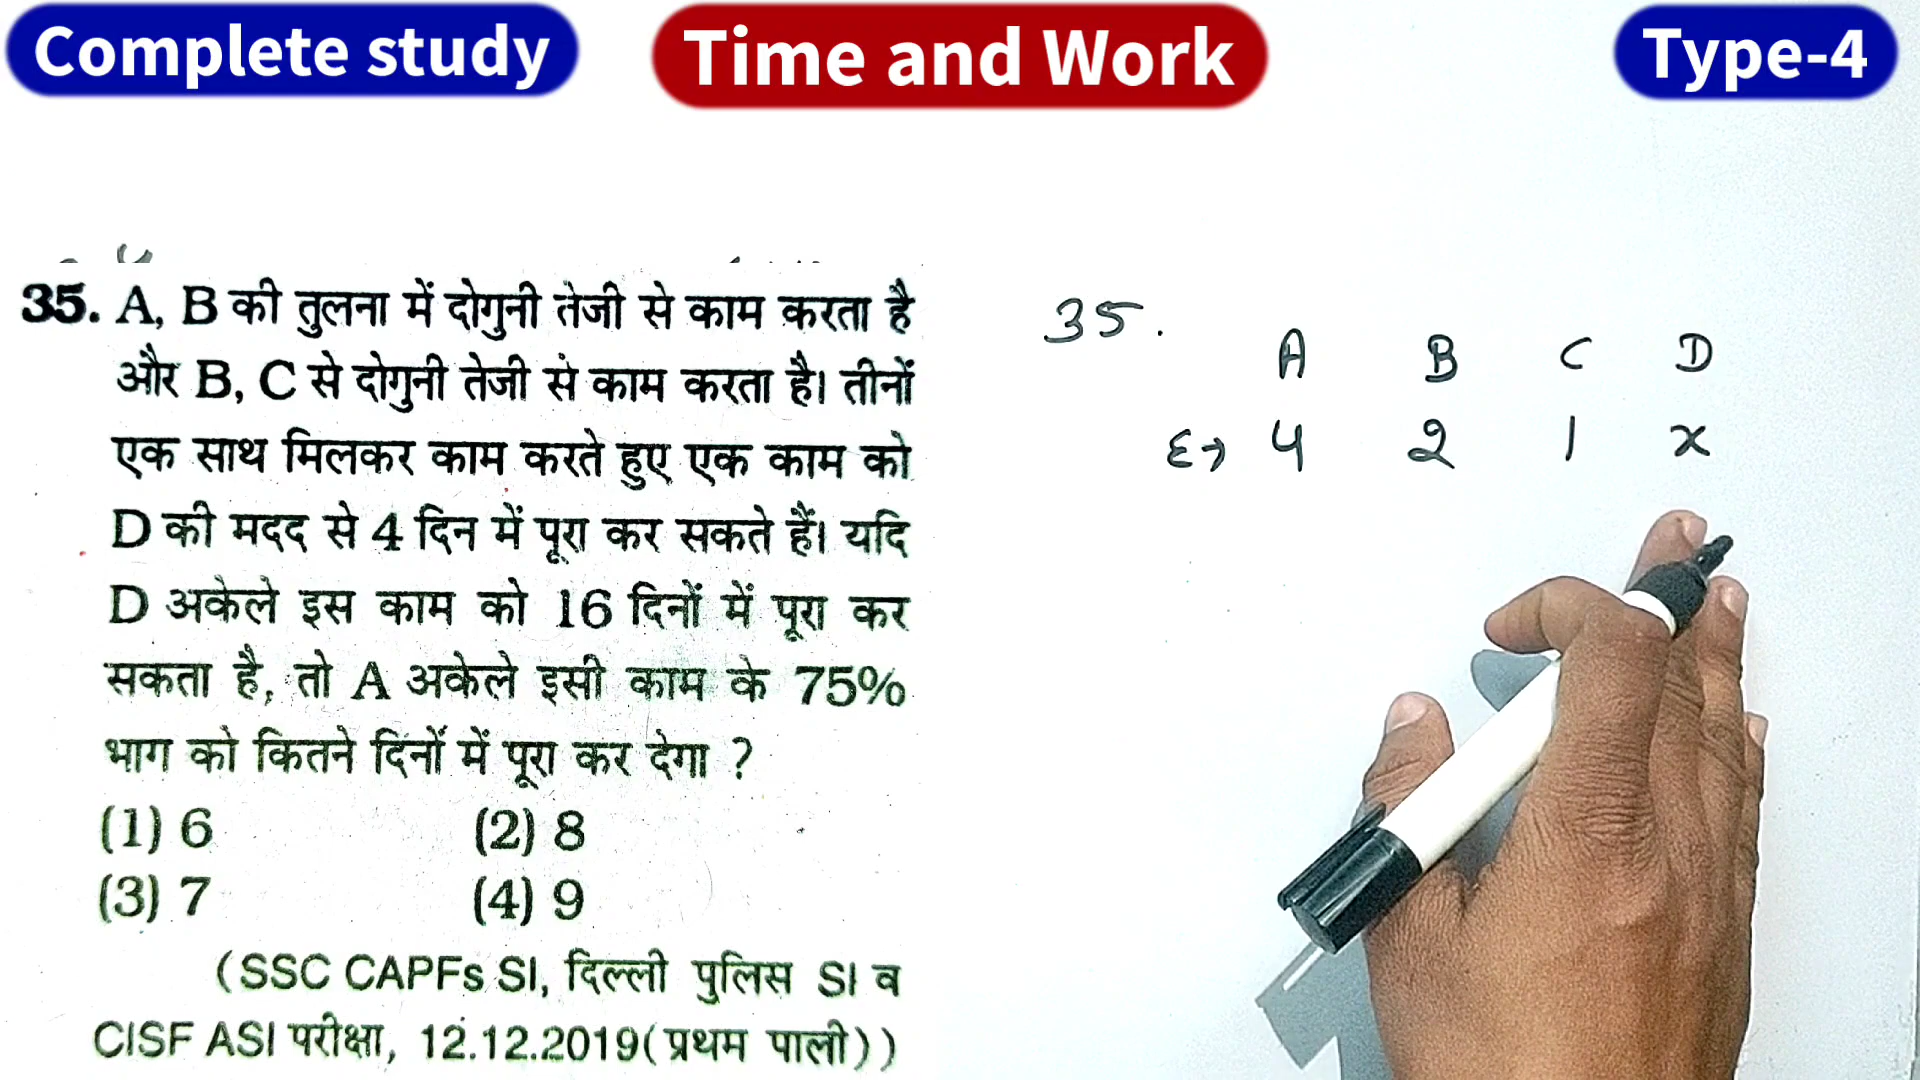 Complete study
Time and Work
Type-4
35. A, B की तुलना में दोगुनी तेजी से काम करता है
और B, C से दोगुनी तेजी से काम करता है। तीनों
एक साथ मिलकर काम करते हुए एक काम को
D की मदद से 4 दिन में पूरा कर सकते हैं। यदि
D अकेले इस काम को 16 दिनों में पूरा कर
सकता है, तो A अकेले इसी काम के 75%
भाग को कितने दिनों में पूरा कर देगा ?
(1) 6 (2) 8
(3) 7 (4) 9
(SSC CAPFs SI, दिल्ली पुलिस SI व
CISF ASI परीक्षा, 12.12.2019(प्रथम पाली))
35.
A B C D
E→ 4 2 1 x